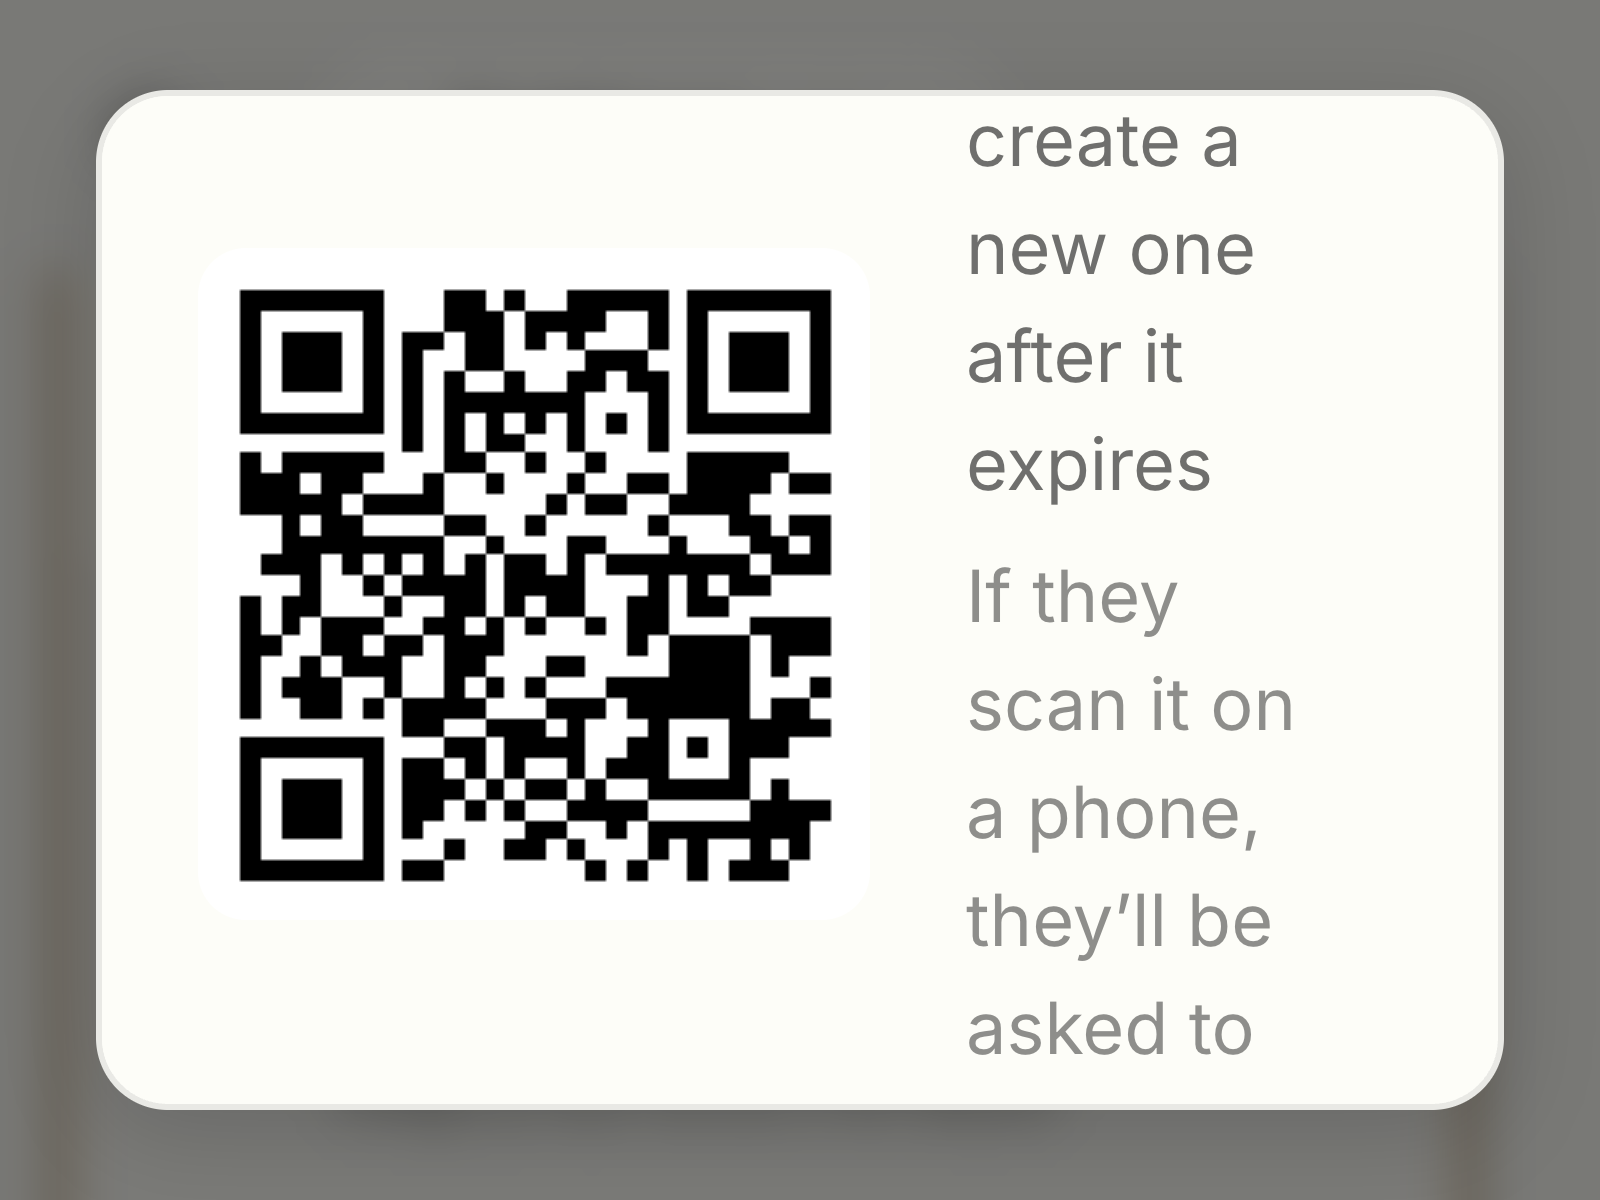 create a
new one
after it
expires
If they
scan it on
a phone,
they’ll be
asked to